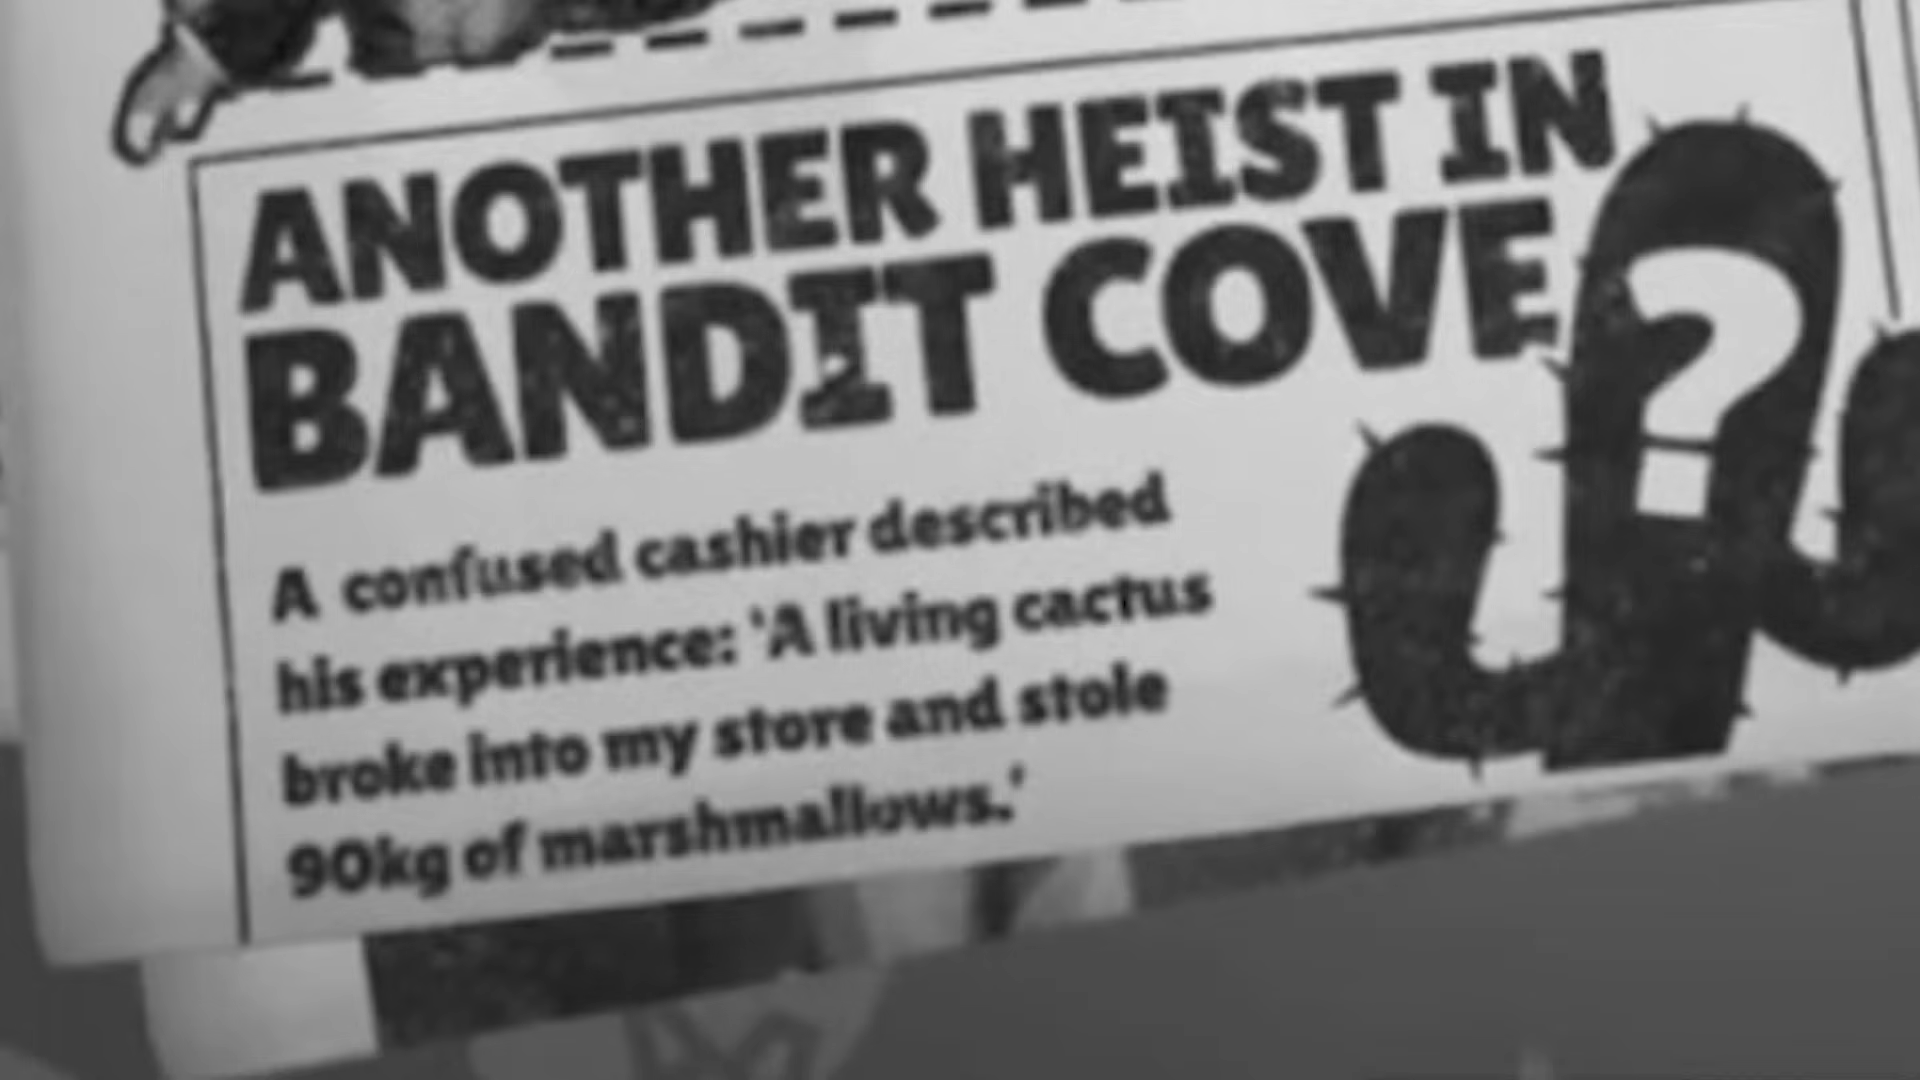 ANOTHER HEIST IN
BANDIT COVE
?
A confused cashier described
his experience: 'A living cactus
broke into my store and stole
90kg of marshmallows.'